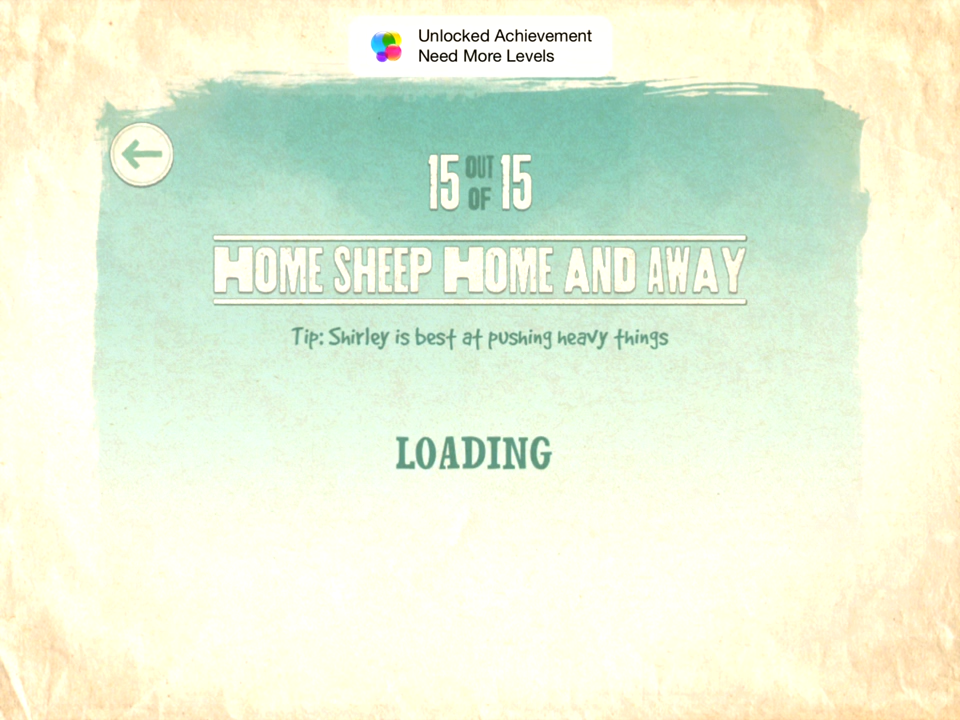 Unlocked Achievement
Need More Levels
15 OUT OF 15
HOME SHEEP HOME AND AWAY
Tip: Shirley is best at pushing heavy things
LOADING